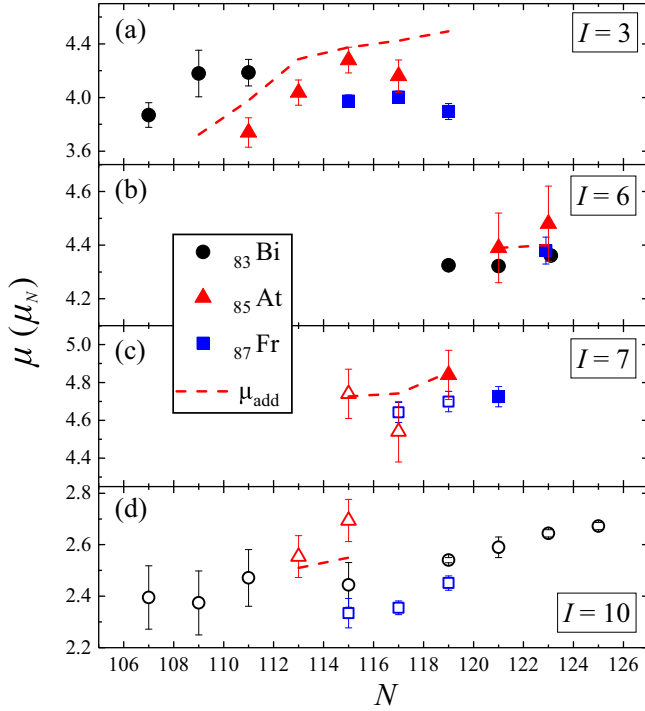 (a)
I = 3
4.4
4.0
3.6
(b)
I = 6
4.6
4.4
4.2
₈₃Bi
₈₅At
₈₇Fr
μadd
(c)
I = 7
5.0
4.8
4.6
4.4
(d)
I = 10
2.8
2.6
2.4
2.2
μ (μN)
106 108 110 112 114 116 118 120 122 124 126
N